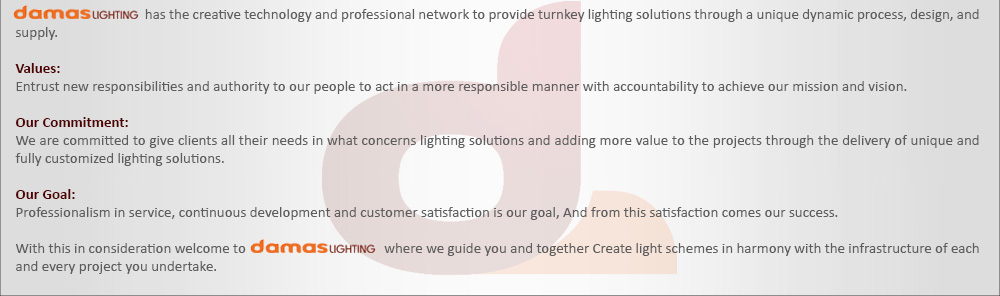 damas LIGHTING has the creative technology and professional network to provide turnkey lighting solutions through a unique dynamic process, design, and
supply.
Values:
Entrust new responsibilities and authority to our people to act in a more responsible manner with accountability to achieve our mission and vision.
Our Commitment:
We are committed to give clients all their needs in what concerns lighting solutions and adding more value to the projects through the delivery of unique and
fully customized lighting solutions.
Our Goal:
Professionalism in service, continuous development and customer satisfaction is our goal, And from this satisfaction comes our success.
With this in consideration welcome to damas LIGHTING where we guide you and together Create light schemes in harmony with the infrastructure of each
and every project you undertake.